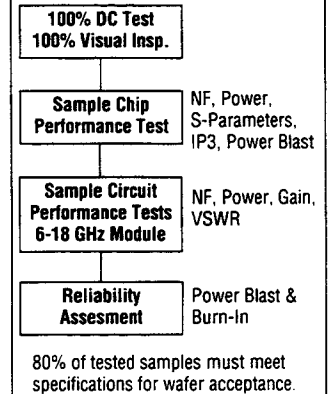 100% DC Test
100% Visual Insp.
Sample Chip
Performance Test
NF, Power,
S-Parameters,
IP3, Power Blast
Sample Circuit
Performance Tests
6-18 GHz Module
NF, Power, Gain,
VSWR
Reliability
Assesment
Power Blast &
Burn-In
80% of tested samples must meet
specifications for wafer acceptance.